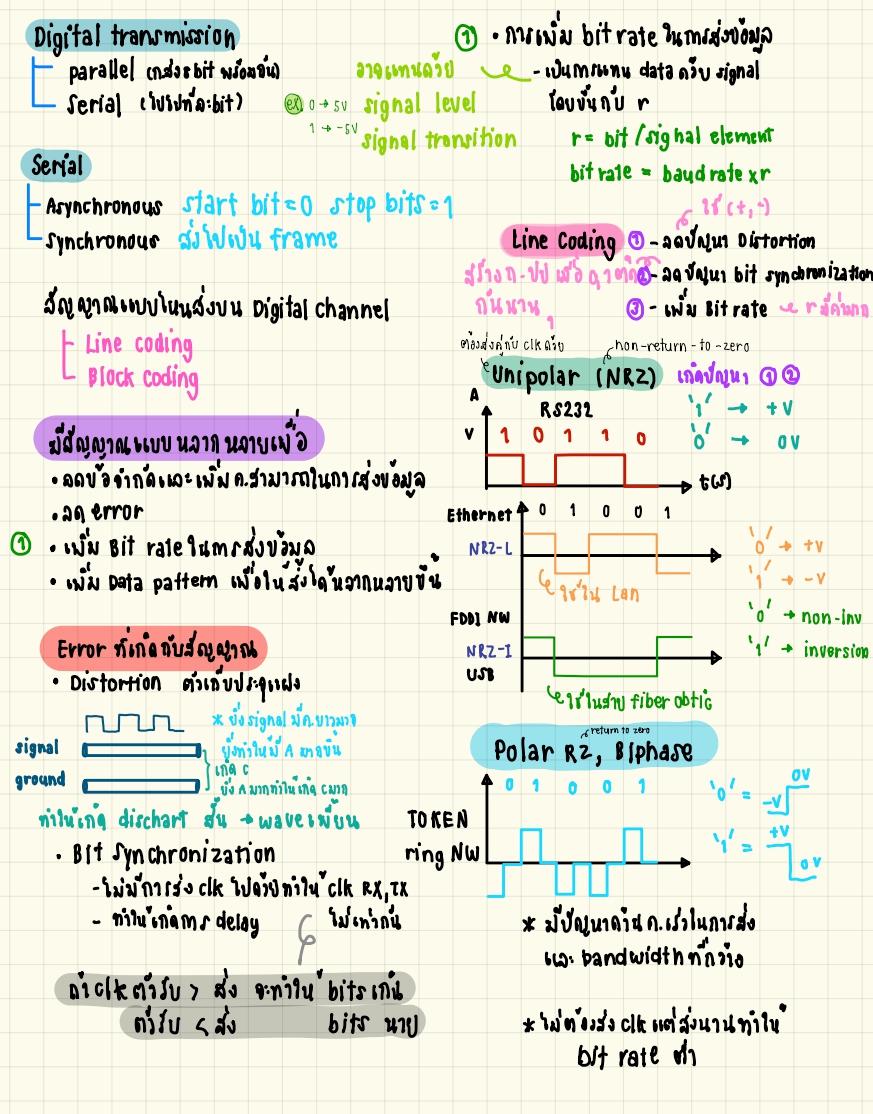 Digital transmission
parallel (กส่ง 8 bit พร้อมกัน)
Serial (ไปทีละ bit)
ex 0 → 5V
1 → -5V
Serial
Asynchronous start bit = 0 stop bits = 1
Synchronous ส่งไปเป็น frame
สัญญาณแบบไหนส่งบน Digital Channel
Line coding
Block coding
มีสัญญาณแบบหลากหลายเพื่อ
• ลดข้อจำกัดและเพิ่มค.สามารถในการส่งข้อมูล
• ลด error
① • เพิ่ม Bit rate ในการส่งข้อมูล
• เพิ่ม Data pattern เพื่อให้ส่งได้หลากหลายขึ้น
Error ที่เกิดกับสัญญาณ
• Distortion ตัวเก็บประจุแฝง
* ยิ่ง signal มีค.ยาวมาก
ยิ่งทำให้มี A มากขึ้น
signal
เกิด C
ground
ยิ่ง A มากทำให้เกิด C มาก
ทำให้เกิด dischart สั้น → wave เพี้ยน
• Bit Synchronization
- ไม่มีการส่ง clk ไปด้วยทำให้ clk RX, TX
- ทำให้เกิดการ delay ไม่เท่ากัน
ถ้า clk ตัวรับ > ส่ง จะทำให้ bits เกิน
ตัวรับ < ส่ง bits หาย
① • การเพิ่ม bit rate ในการส่งข้อมูล
อาจแทนด้วย - เป็นการแทน data ด้วย signal
signal level โดยขึ้นกับ r
signal transition
r = bit / signal element
bit rate = baud rate x r
ใช้ (+, -)
Line Coding ① - ลดปัญหา Distortion
② - ลดปัญหา bit synchronization
กันนาน ๆ
③ - เพิ่ม Bit rate r มีค่ามาก
ต้องส่งคู่กับ clk ด้วย non-return-to-zero
Unipolar (NRZ) เกิดปัญหา ① ②
A
RS232
V 1 0 1 1 0
t(s)
'1' → +V
'0' → 0V
Ethernet 0 1 0 0 1
NRZ-L
'0' → +V
'1' → -V
ใช้ใน Lan
FDDI NW
NRZ-I
USB
'0' → non-inv
'1' → inversion
ใช้ในสาย fiber optic
return to zero
Polar RZ, Biphase
0 1 0 0 1
TOKEN
ring NW
'0' = -V 0V
'1' = +V 0V
* มีปัญหาด้านค.เร็วในการส่ง
และ bandwidth ที่กว้าง
* ไม่ต้องส่ง clk แต่ส่งนานทำให้
bit rate ต่ำ